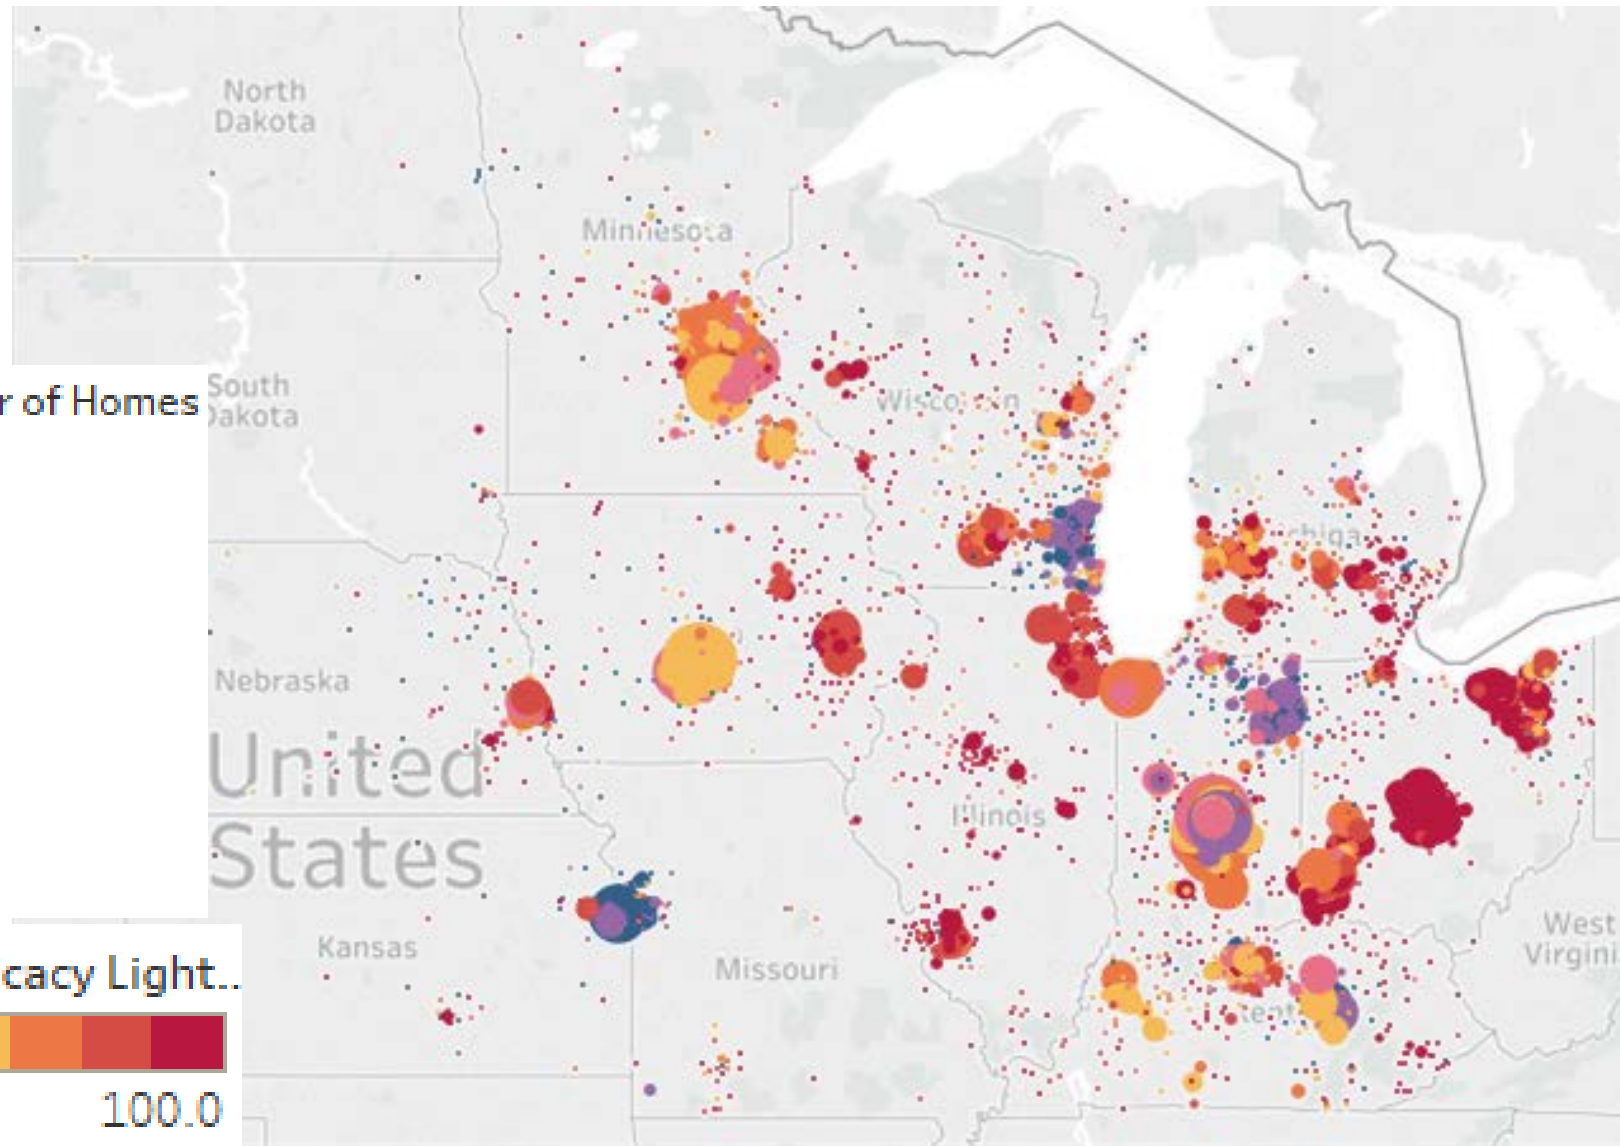 North
Dakota
Minnesota
South
Dakota
r of Homes
Wisconsin
Nebraska
United
States
Illinois
Kansas
Missouri
West
Virgini
cacy Light..
100.0